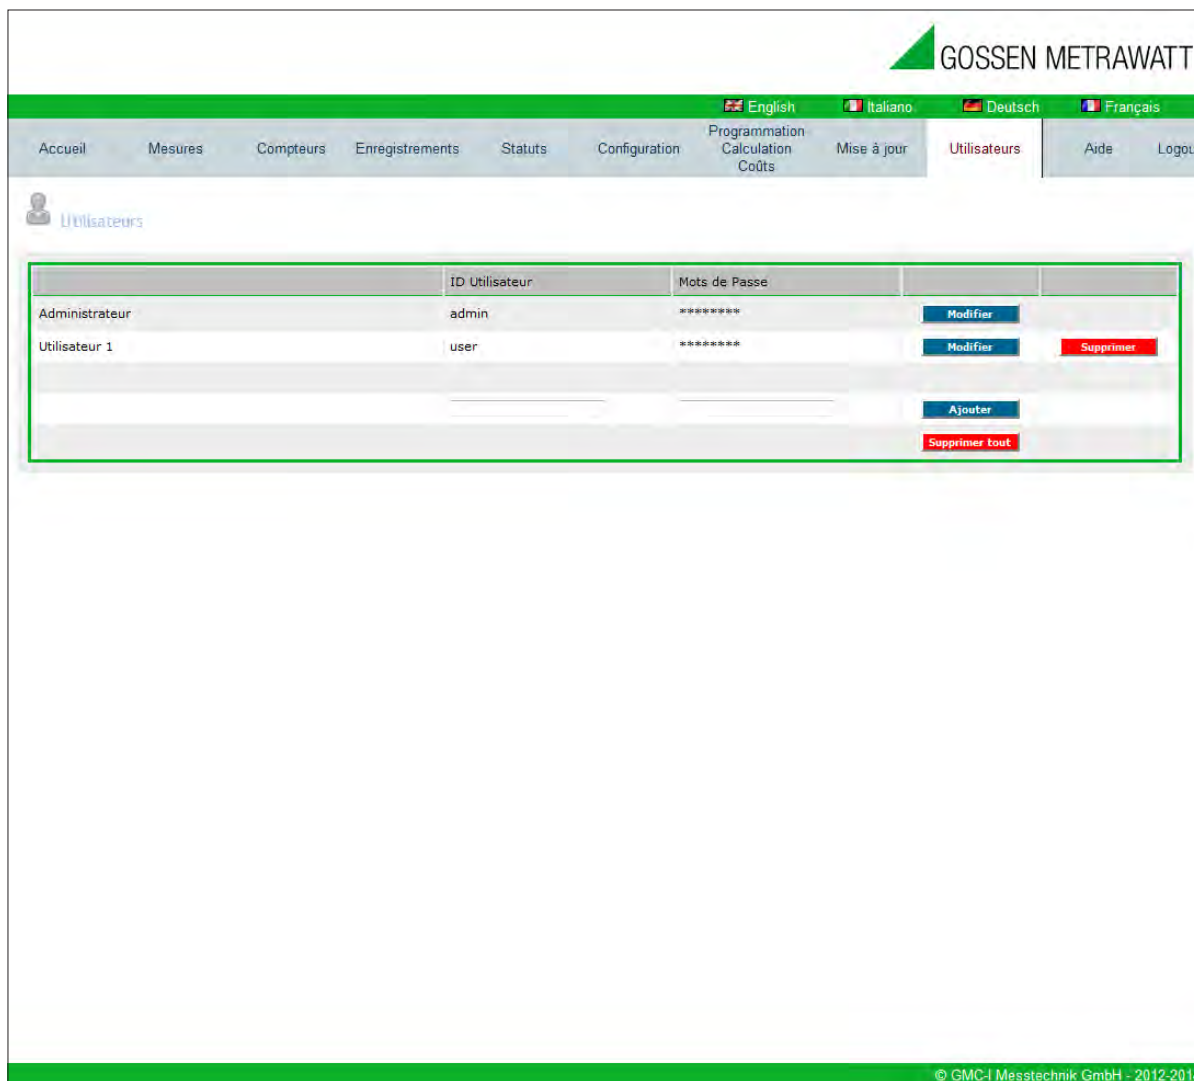 GOSSEN METRAWATT
English Italiano Deutsch Français
Accueil Mesures Compteurs Enregistrements Statuts Configuration Programmation Calculation Coûts Mise à jour Utilisateurs Aide Logou
Utilisateurs
ID Utilisateur Mots de Passe
Administrateur admin ******** Modifier
Utilisateur 1 user ******** Modifier Supprimer
Ajouter
Supprimer tout
© GMC-I Messtechnik GmbH - 2012-201